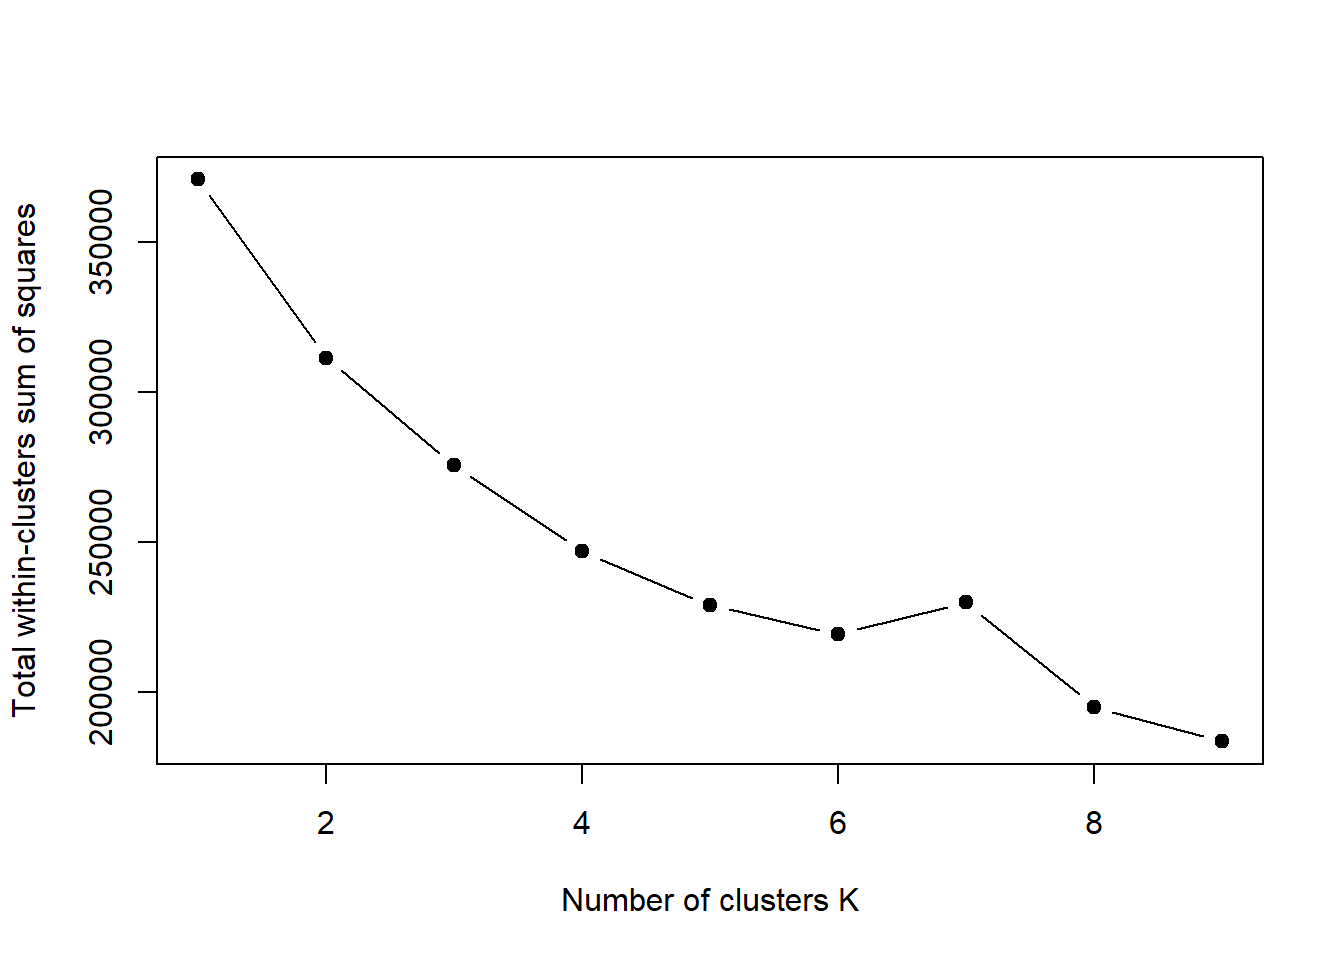 Total within-clusters sum of squares
350000
300000
250000
200000
2 4 6 8
Number of clusters K